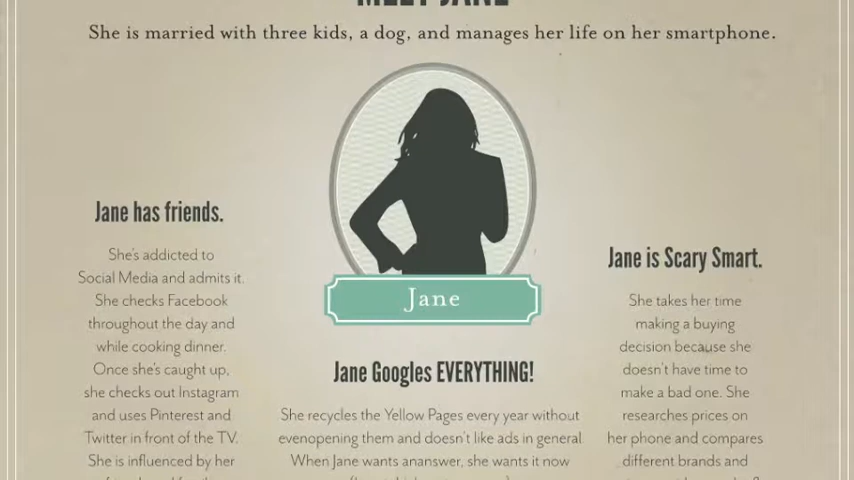 MEET JANE
She is married with three kids, a dog, and manages her life on her smartphone.
Jane has friends.
She's addicted to
Social Media and admits it.
She checks Facebook
throughout the day and
while cooking dinner.
Once she's caught up,
she checks out Instagram
and uses Pinterest and
Twitter in front of the TV.
She is influenced by her
Jane
Jane Googles EVERYTHING!
She recycles the Yellow Pages every year without
evenopening them and doesn't like ads in general
When Jane wants ananswer, she wants it now
Jane is Scary Smart.
She takes her time
making a buying
decision because she
doesn't have time to
make a bad one. She
researches prices on
her phone and compares
different brands and